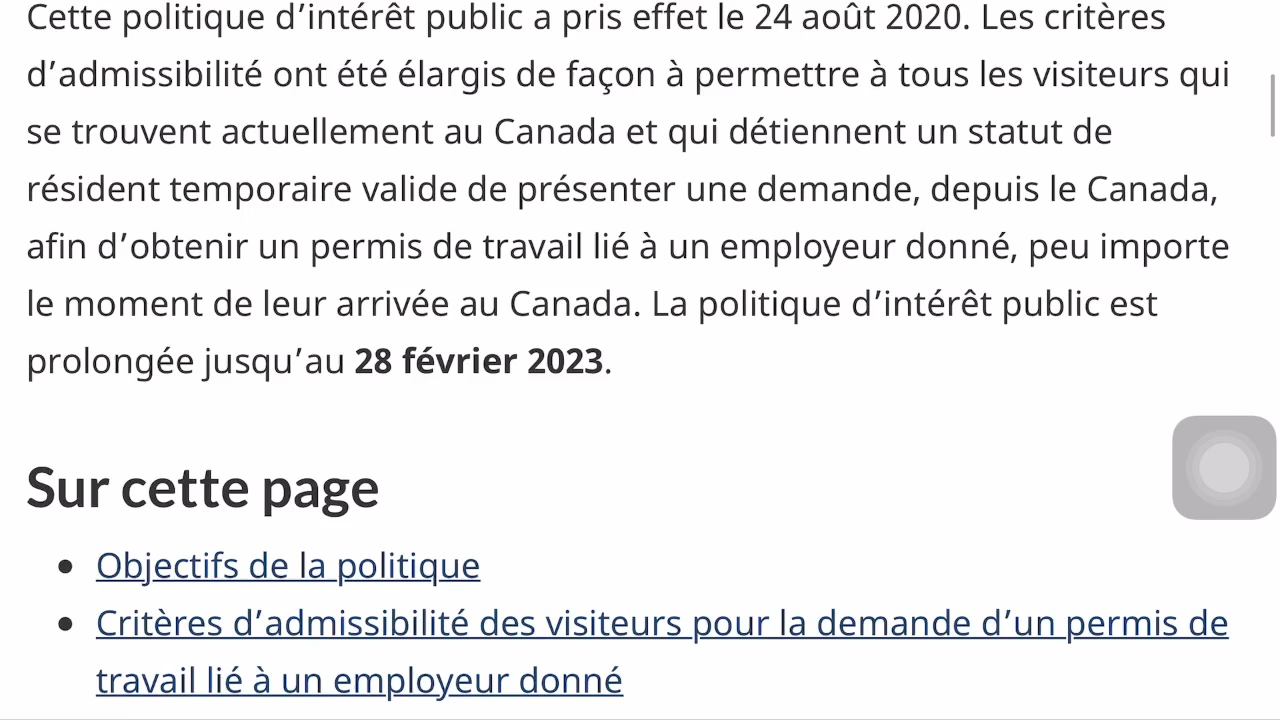 Cette politique d’intérêt public a pris effet le 24 août 2020. Les critères
d’admissibilité ont été élargis de façon à permettre à tous les visiteurs qui
se trouvent actuellement au Canada et qui détiennent un statut de
résident temporaire valide de présenter une demande, depuis le Canada,
afin d’obtenir un permis de travail lié à un employeur donné, peu importe
le moment de leur arrivée au Canada. La politique d’intérêt public est
prolongée jusqu’au 28 février 2023.
Sur cette page
Objectifs de la politique
Critères d’admissibilité des visiteurs pour la demande d’un permis de
travail lié à un employeur donné